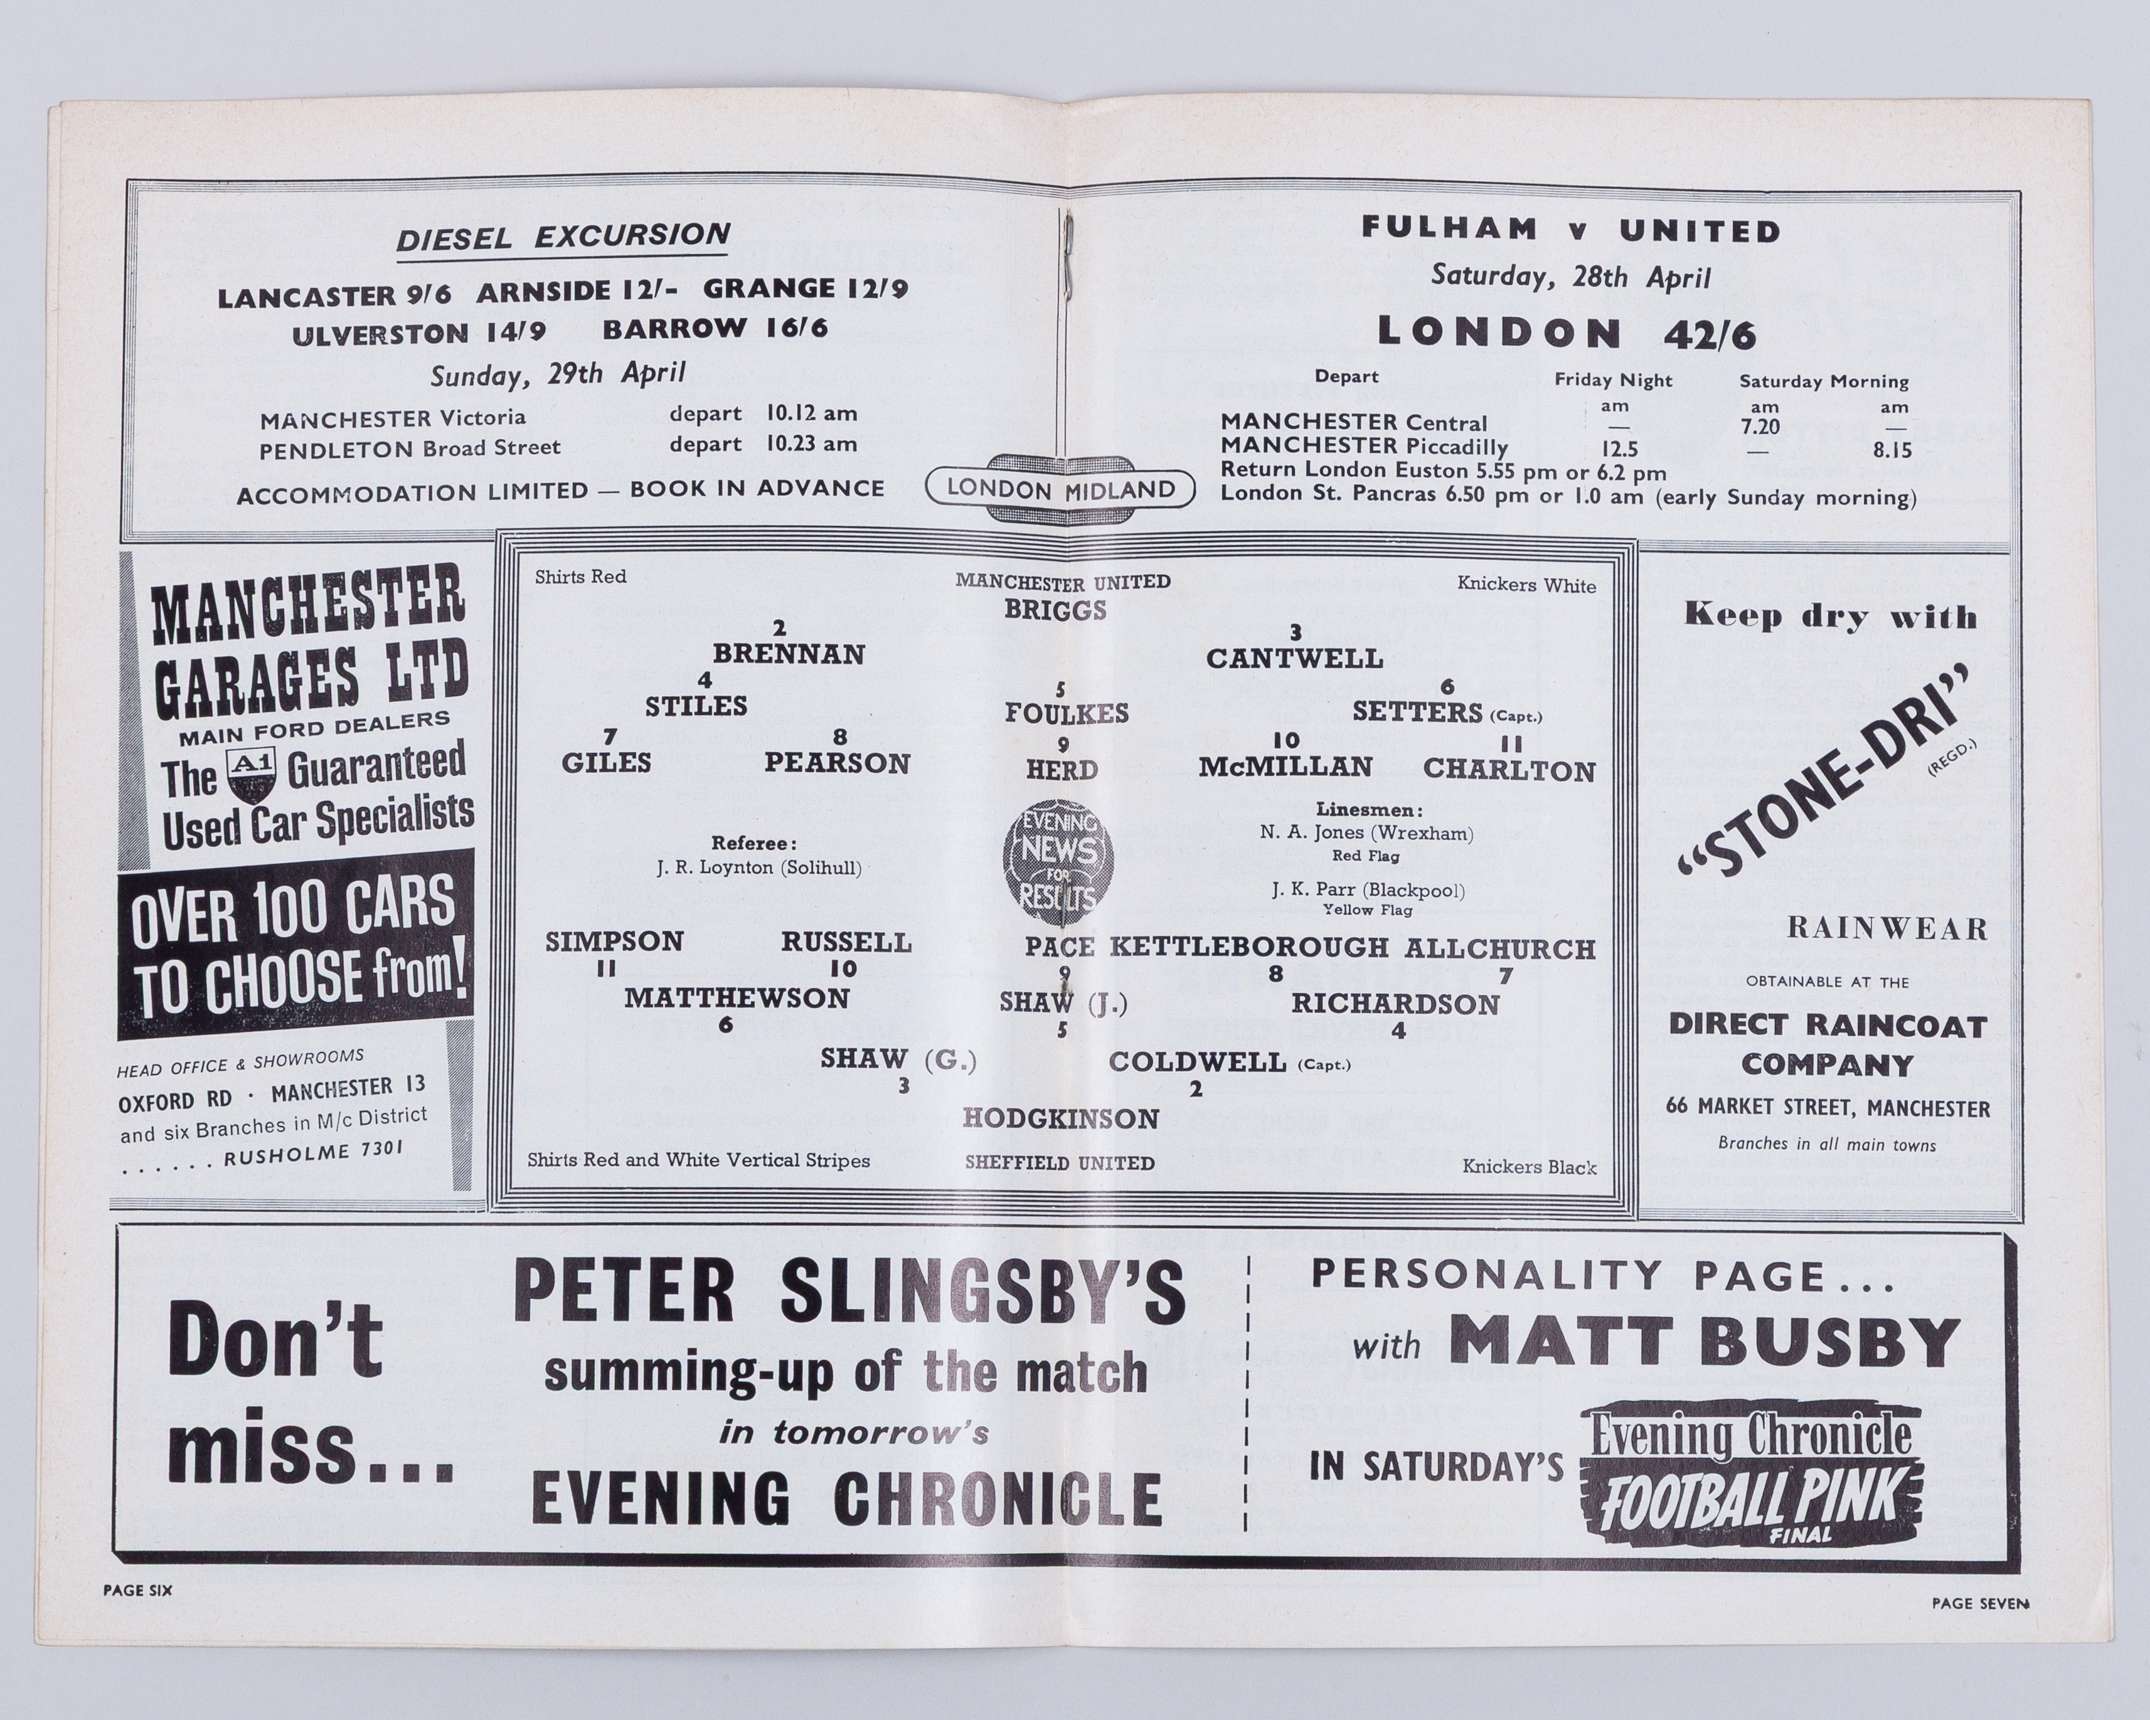 DIESEL EXCURSION
LANCASTER 9/6 ARNSIDE 12/- GRANGE 12/9
ULVERSTON 14/9 BARROW 16/6
Sunday, 29th April
MANCHESTER Victoria depart 10.12 am
PENDLETON Broad Street depart 10.23 am
ACCOMMODATION LIMITED — BOOK IN ADVANCE
LONDON MIDLAND
FULHAM v UNITED
Saturday, 28th April
LONDON 42/6
Depart Friday Night Saturday Morning
am am am
MANCHESTER Central — 7.20 —
MANCHESTER Piccadilly 12.5 — 8.15
Return London Euston 5.55 pm or 6.2 pm
London St. Pancras 6.50 pm or 1.0 am (early Sunday morning)
MANCHESTER
GARAGES LTD
MAIN FORD DEALERS
The A1 Guaranteed
Used Car Specialists
OVER 100 CARS
TO CHOOSE from!
HEAD OFFICE & SHOWROOMS
OXFORD RD · MANCHESTER 13
and six Branches in M/c District
. . . . . . RUSHOLME 7301
Shirts Red MANCHESTER UNITED Knickers White
BRIGGS
2 3
BRENNAN CANTWELL
4 5 6
STILES FOULKES SETTERS (Capt.)
7 8 9 10 11
GILES PEARSON HERD McMILLAN CHARLTON
Referee:
J. R. Loynton (Solihull)
EVENING
NEWS
FOR
RESULTS
Linesmen:
N. A. Jones (Wrexham)
Red Flag
J. K. Parr (Blackpool)
Yellow Flag
SIMPSON RUSSELL PACE KETTLEBOROUGH ALLCHURCH
11 10 9 8 7
MATTHEWSON SHAW (J.) RICHARDSON
6 5 4
SHAW (G.) COLDWELL (Capt.)
3 2
HODGKINSON
Shirts Red and White Vertical Stripes SHEFFIELD UNITED Knickers Black
Keep dry with
"STONE-DRI"
(REGD.)
RAINWEAR
OBTAINABLE AT THE
DIRECT RAINCOAT
COMPANY
66 MARKET STREET, MANCHESTER
Branches in all main towns
Don't
miss...
PETER SLINGSBY'S
summing-up of the match
in tomorrow's
EVENING CHRONICLE
PERSONALITY PAGE...
with MATT BUSBY
IN SATURDAY'S
Evening Chronicle
FOOTBALL PINK
FINAL
PAGE SIX
PAGE SEVEN